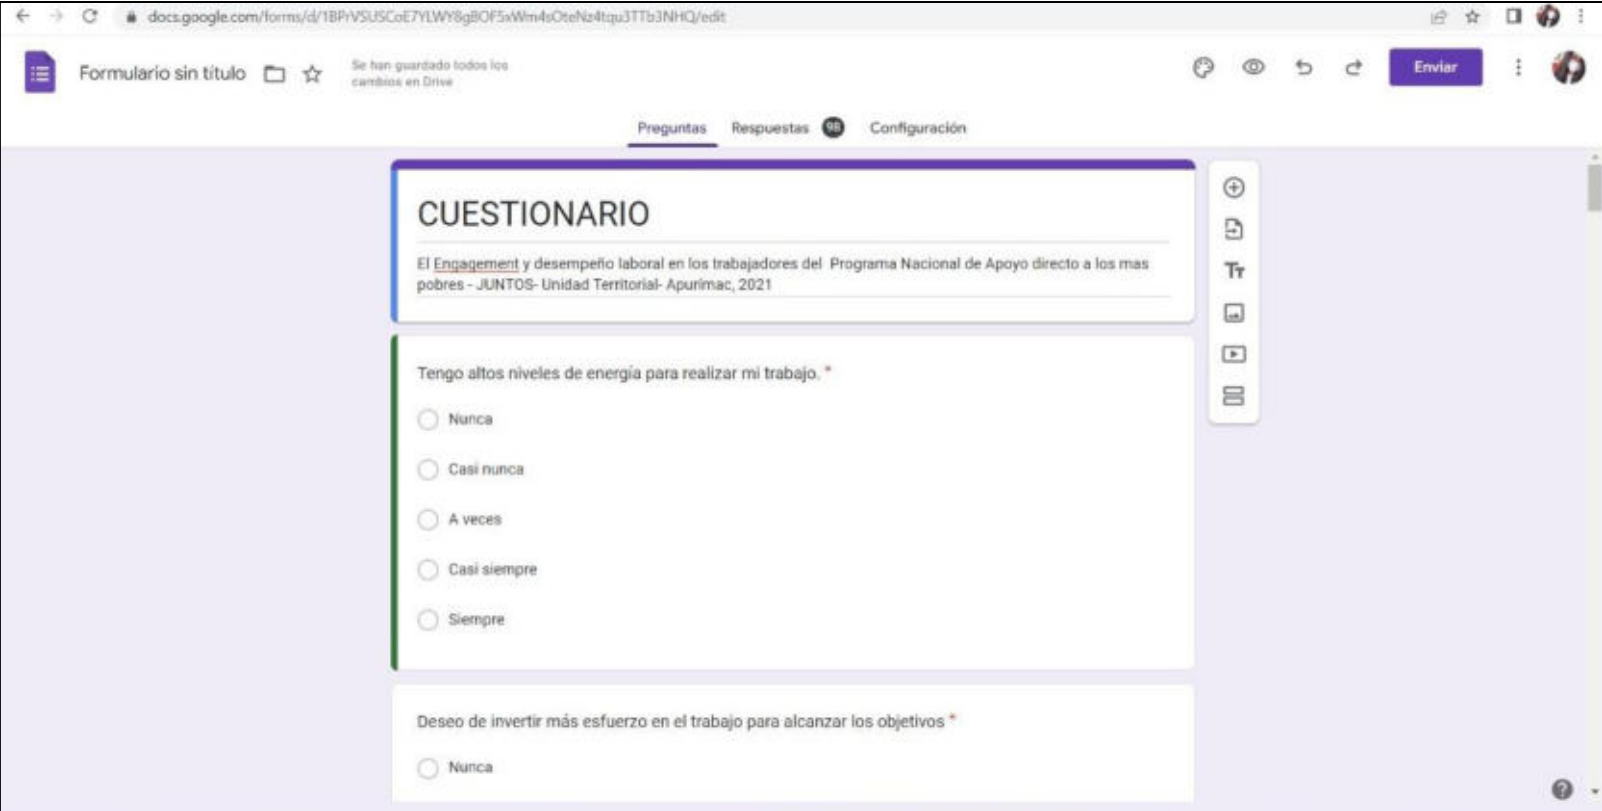 docs.google.com/forms/d/1BPrVSUSCoE7YLWY8gBOF5xWm4sOteNz4tqu3TTb3NHQ/edit
Formulario sin título
Se han guardado todos los
cambios en Drive
Enviar
Preguntas Respuestas 98 Configuración
CUESTIONARIO
El Engagement y desempeño laboral en los trabajadores del Programa Nacional de Apoyo directo a los mas
pobres - JUNTOS- Unidad Territorial- Apurimac, 2021
Tengo altos niveles de energía para realizar mi trabajo. *
Nunca
Casi nunca
A veces
Casi siempre
Siempre
Deseo de invertir más esfuerzo en el trabajo para alcanzar los objetivos *
Nunca